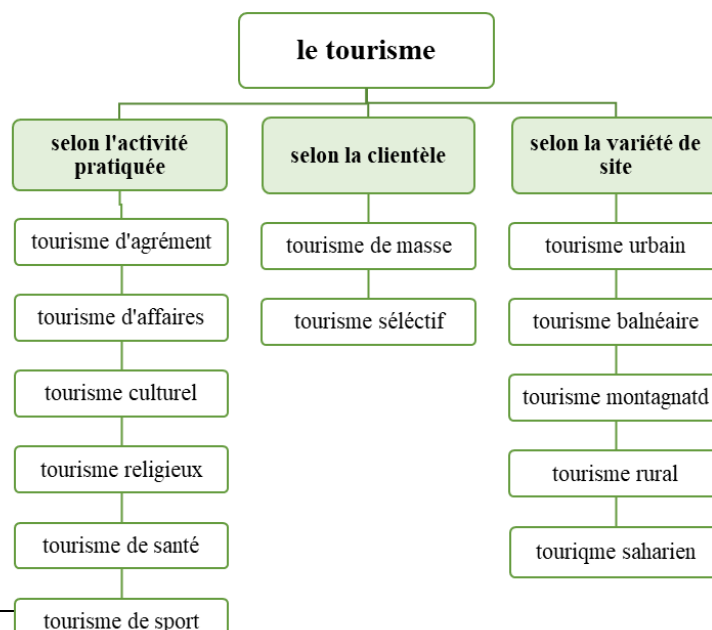 le tourisme
selon l'activité
pratiquée
tourisme d'agrément
tourisme d'affaires
tourisme culturel
tourisme religieux
tourisme de santé
tourisme de sport
selon la clientèle
tourisme de masse
tourisme séléctif
selon la variété de
site
tourisme urbain
tourisme balnéaire
tourisme montagnatd
tourisme rural
touriqme saharien